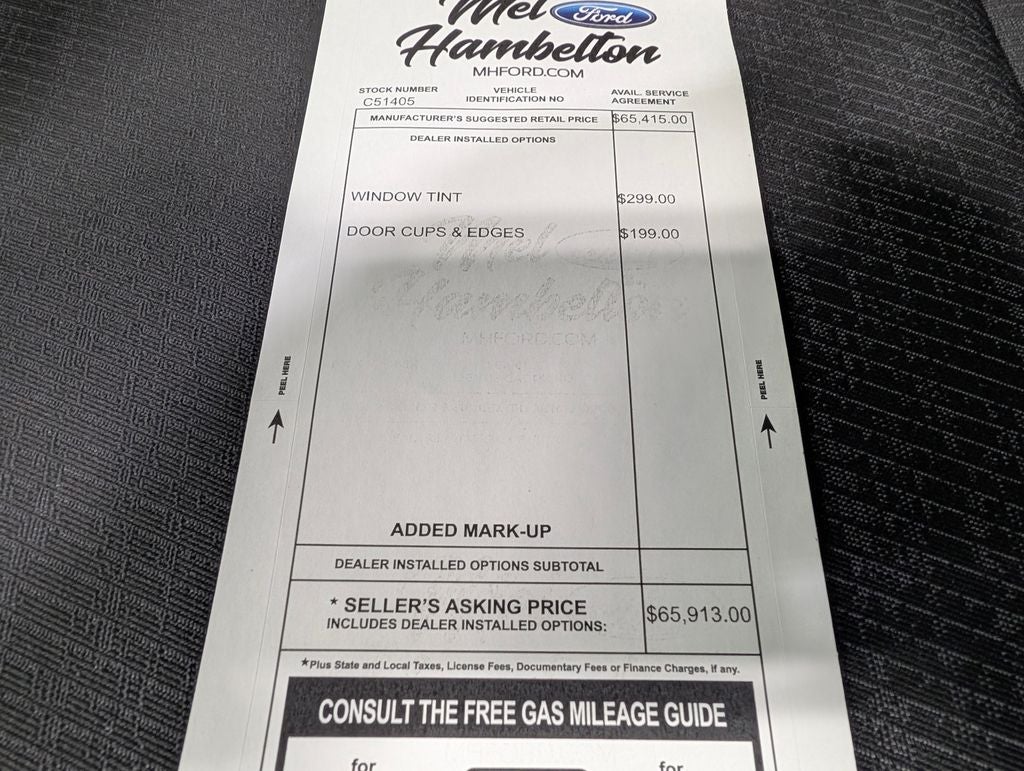 Mel Ford
Hambelton
MHFORD.COM
STOCK NUMBER VEHICLE IDENTIFICATION NO AVAIL. SERVICE AGREEMENT
C51405
MANUFACTURER'S SUGGESTED RETAIL PRICE $65,415.00
DEALER INSTALLED OPTIONS
WINDOW TINT $299.00
DOOR CUPS & EDGES $199.00
Mel
Hambelton
MHFORD.COM
PEEL HERE
PEEL HERE
ADDED MARK-UP
DEALER INSTALLED OPTIONS SUBTOTAL
* SELLER'S ASKING PRICE $65,913.00
INCLUDES DEALER INSTALLED OPTIONS:
*Plus State and Local Taxes, License Fees, Documentary Fees or Finance Charges, if any.
CONSULT THE FREE GAS MILEAGE GUIDE
for for